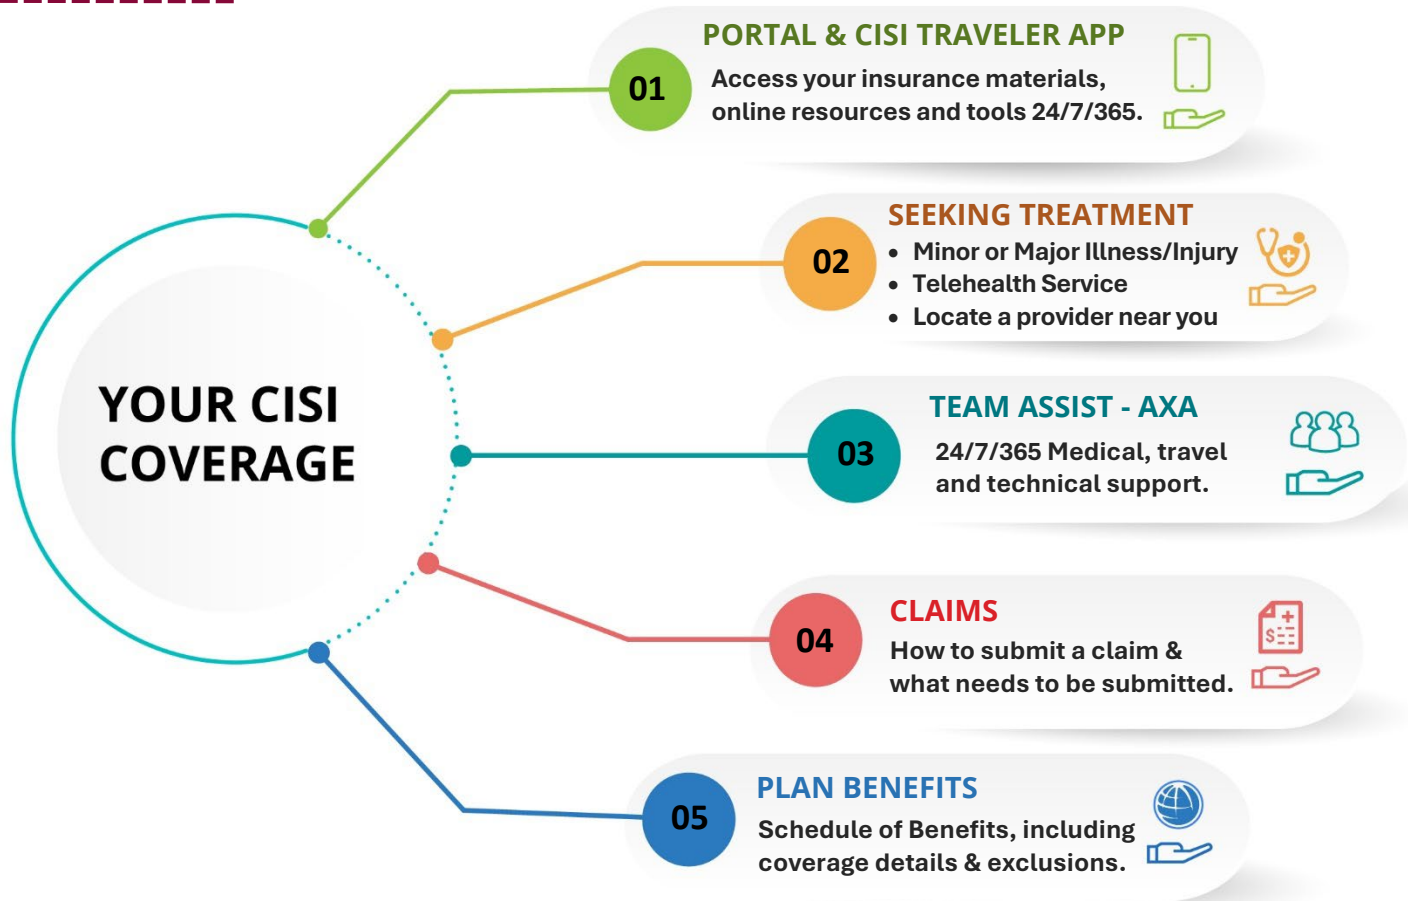 YOUR CISI
COVERAGE
01
PORTAL & CISI TRAVELER APP
Access your insurance materials,
online resources and tools 24/7/365.
02
SEEKING TREATMENT
• Minor or Major Illness/Injury
• Telehealth Service
• Locate a provider near you
03
TEAM ASSIST - AXA
24/7/365 Medical, travel
and technical support.
04
CLAIMS
How to submit a claim &
what needs to be submitted.
05
PLAN BENEFITS
Schedule of Benefits, including
coverage details & exclusions.